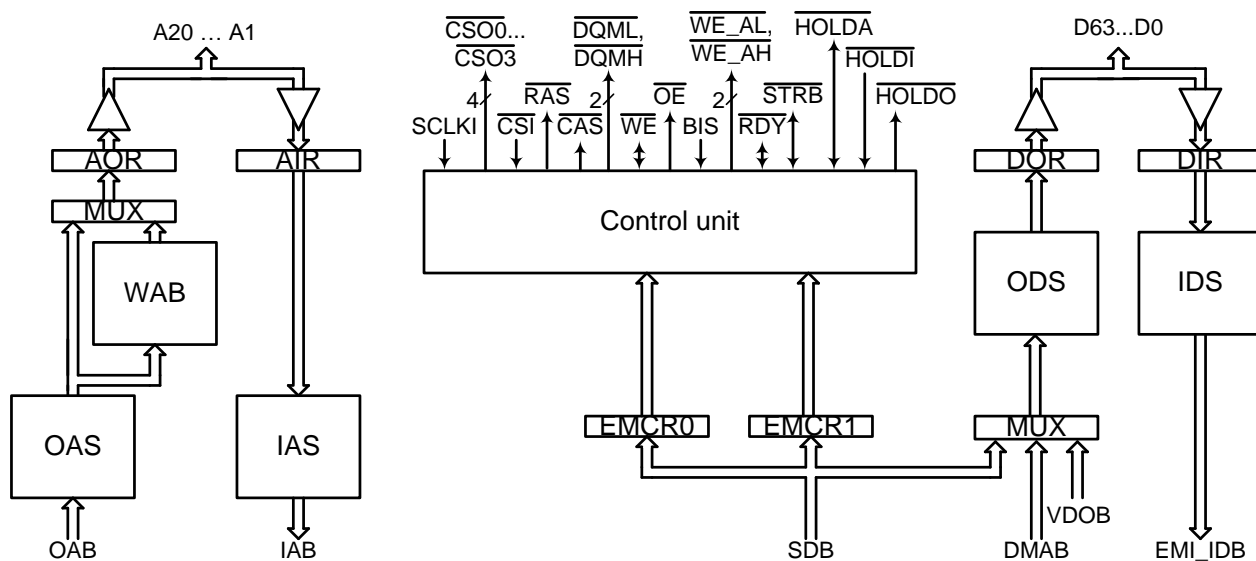 A20 … A1
CSO0...
CSO3
DQML,
DQMH
WE_AL,
WE_AH
HOLDA
D63...D0
HOLDI
4
RAS
2
OE
2
STRB
HOLDO
SCLKI
CSI
CAS
WE
BIS
RDY
AOR
AIR
DOR
DIR
MUX
Control unit
WAB
ODS
IDS
EMCR0
EMCR1
MUX
OAS
IAS
VDOB
OAB
IAB
SDB
DMAB
EMI_IDB